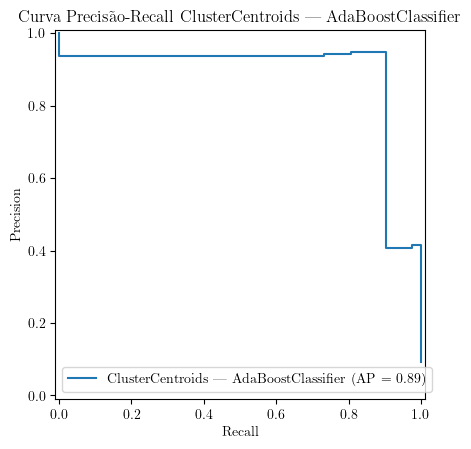 Curva Precisão-Recall ClusterCentroids — AdaBoostClassifier
1.0
0.8
0.6
0.4
0.2
0.0
Precision
ClusterCentroids — AdaBoostClassifier (AP = 0.89)
0.0 0.2 0.4 0.6 0.8 1.0
Recall